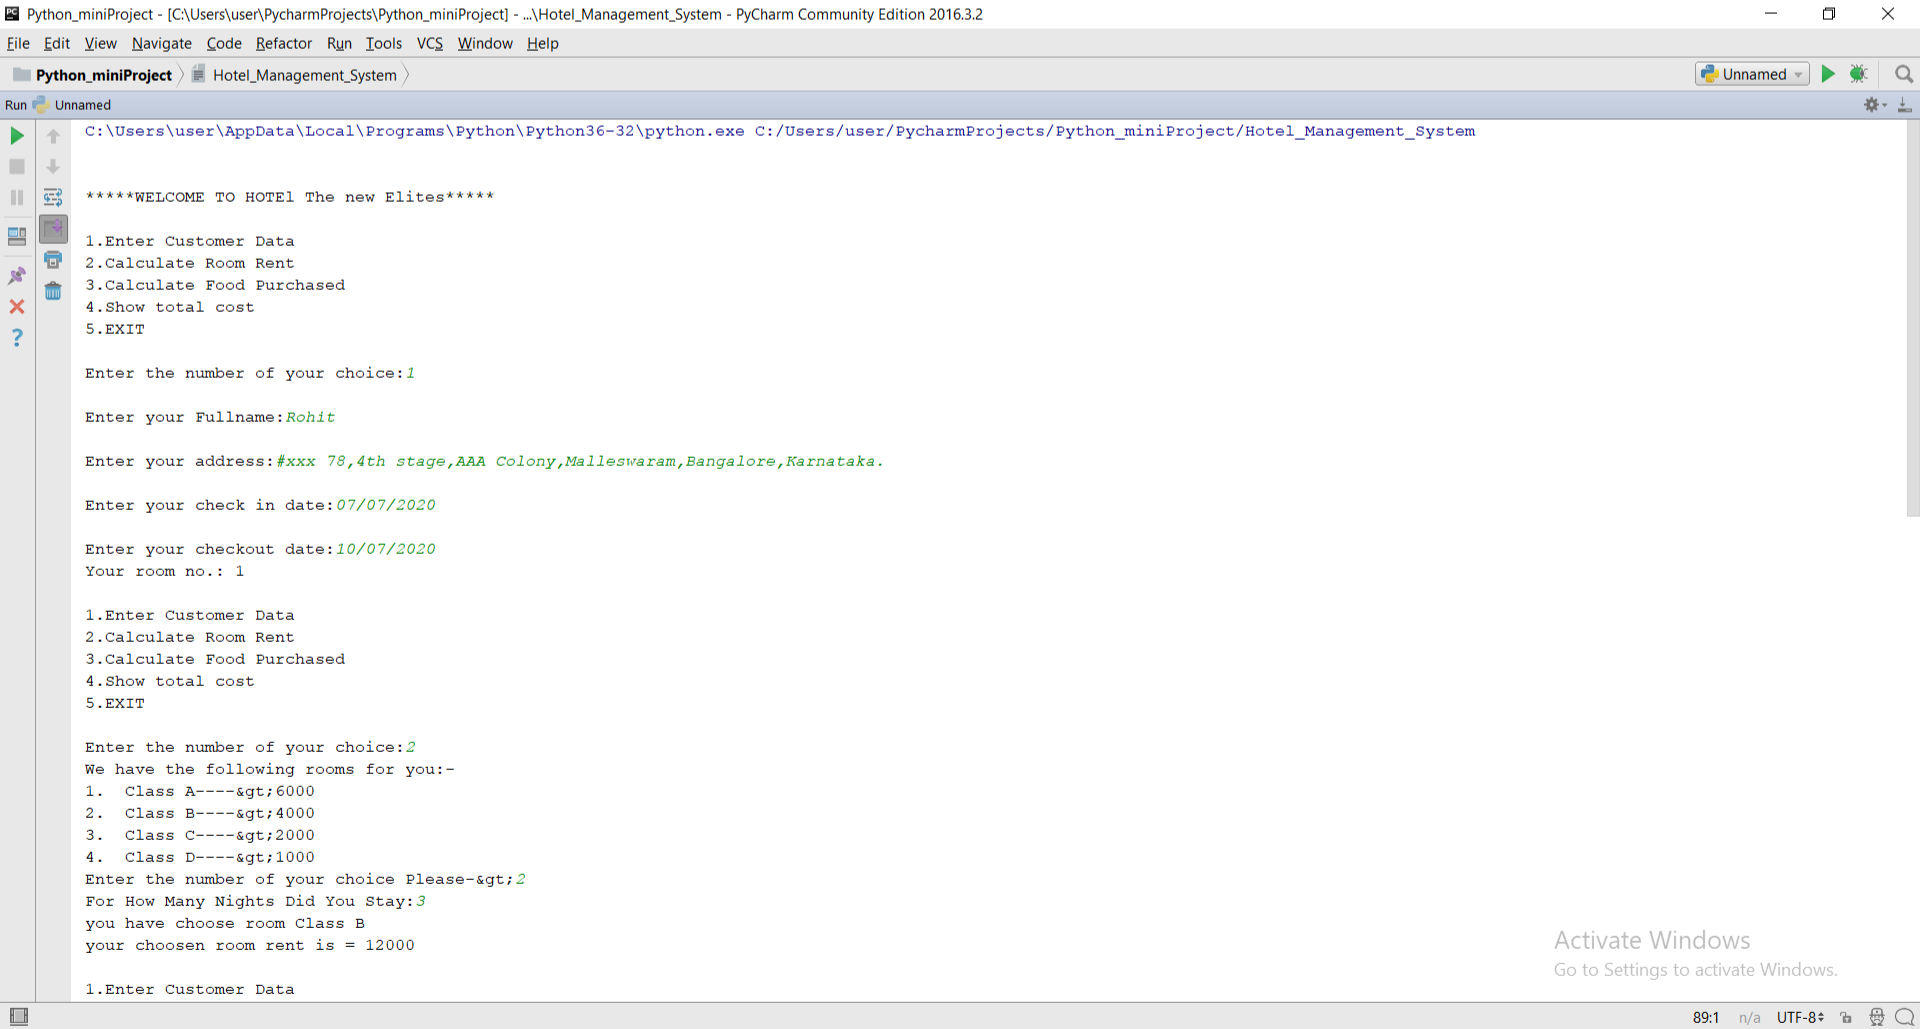 Python_miniProject - [C:\Users\user\PycharmProjects\Python_miniProject] - ...\Hotel_Management_System - PyCharm Community Edition 2016.3.2
File Edit View Navigate Code Refactor Run Tools VCS Window Help
Python_miniProject Hotel_Management_System Unnamed
Run Unnamed
C:\Users\user\AppData\Local\Programs\Python\Python36-32\python.exe C:/Users/user/PycharmProjects/Python_miniProject/Hotel_Management_System
*****WELCOME TO HOTEl The new Elites*****
1.Enter Customer Data
2.Calculate Room Rent
3.Calculate Food Purchased
4.Show total cost
5.EXIT
Enter the number of your choice:1
Enter your Fullname:Rohit
Enter your address:#xxx 78,4th stage,AAA Colony,Malleswaram,Bangalore,Karnataka.
Enter your check in date:07/07/2020
Enter your checkout date:10/07/2020
Your room no.: 1
1.Enter Customer Data
2.Calculate Room Rent
3.Calculate Food Purchased
4.Show total cost
5.EXIT
Enter the number of your choice:2
We have the following rooms for you:-
1.  Class A----&gt;6000
2.  Class B----&gt;4000
3.  Class C----&gt;2000
4.  Class D----&gt;1000
Enter the number of your choice Please-&gt;2
For How Many Nights Did You Stay:3
you have choose room Class B
your choosen room rent is = 12000
1.Enter Customer Data
Activate Windows
Go to Settings to activate Windows.
89:1 n/a UTF-8